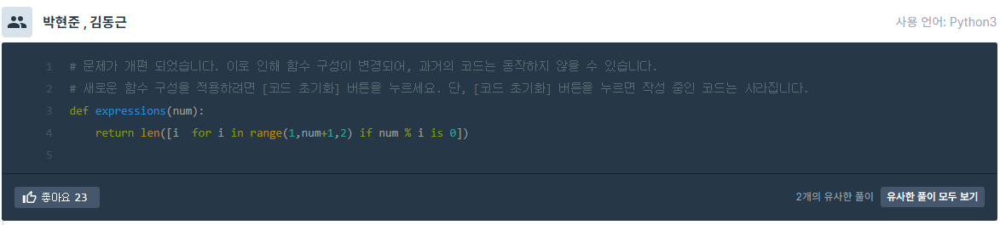 박현준 , 김동근
사용 언어: Python3
1 # 문제가 개편 되었습니다. 이로 인해 함수 구성이 변경되어, 과거의 코드는 동작하지 않을 수 있습니다.
2 # 새로운 함수 구성을 적용하려면 [코드 초기화] 버튼을 누르세요. 단, [코드 초기화] 버튼을 누르면 작성 중인 코드는 사라집니다.
3 def expressions(num):
4     return len([i  for i in range(1,num+1,2) if num % i is 0])
5
좋아요 23
2개의 유사한 풀이
유사한 풀이 모두 보기